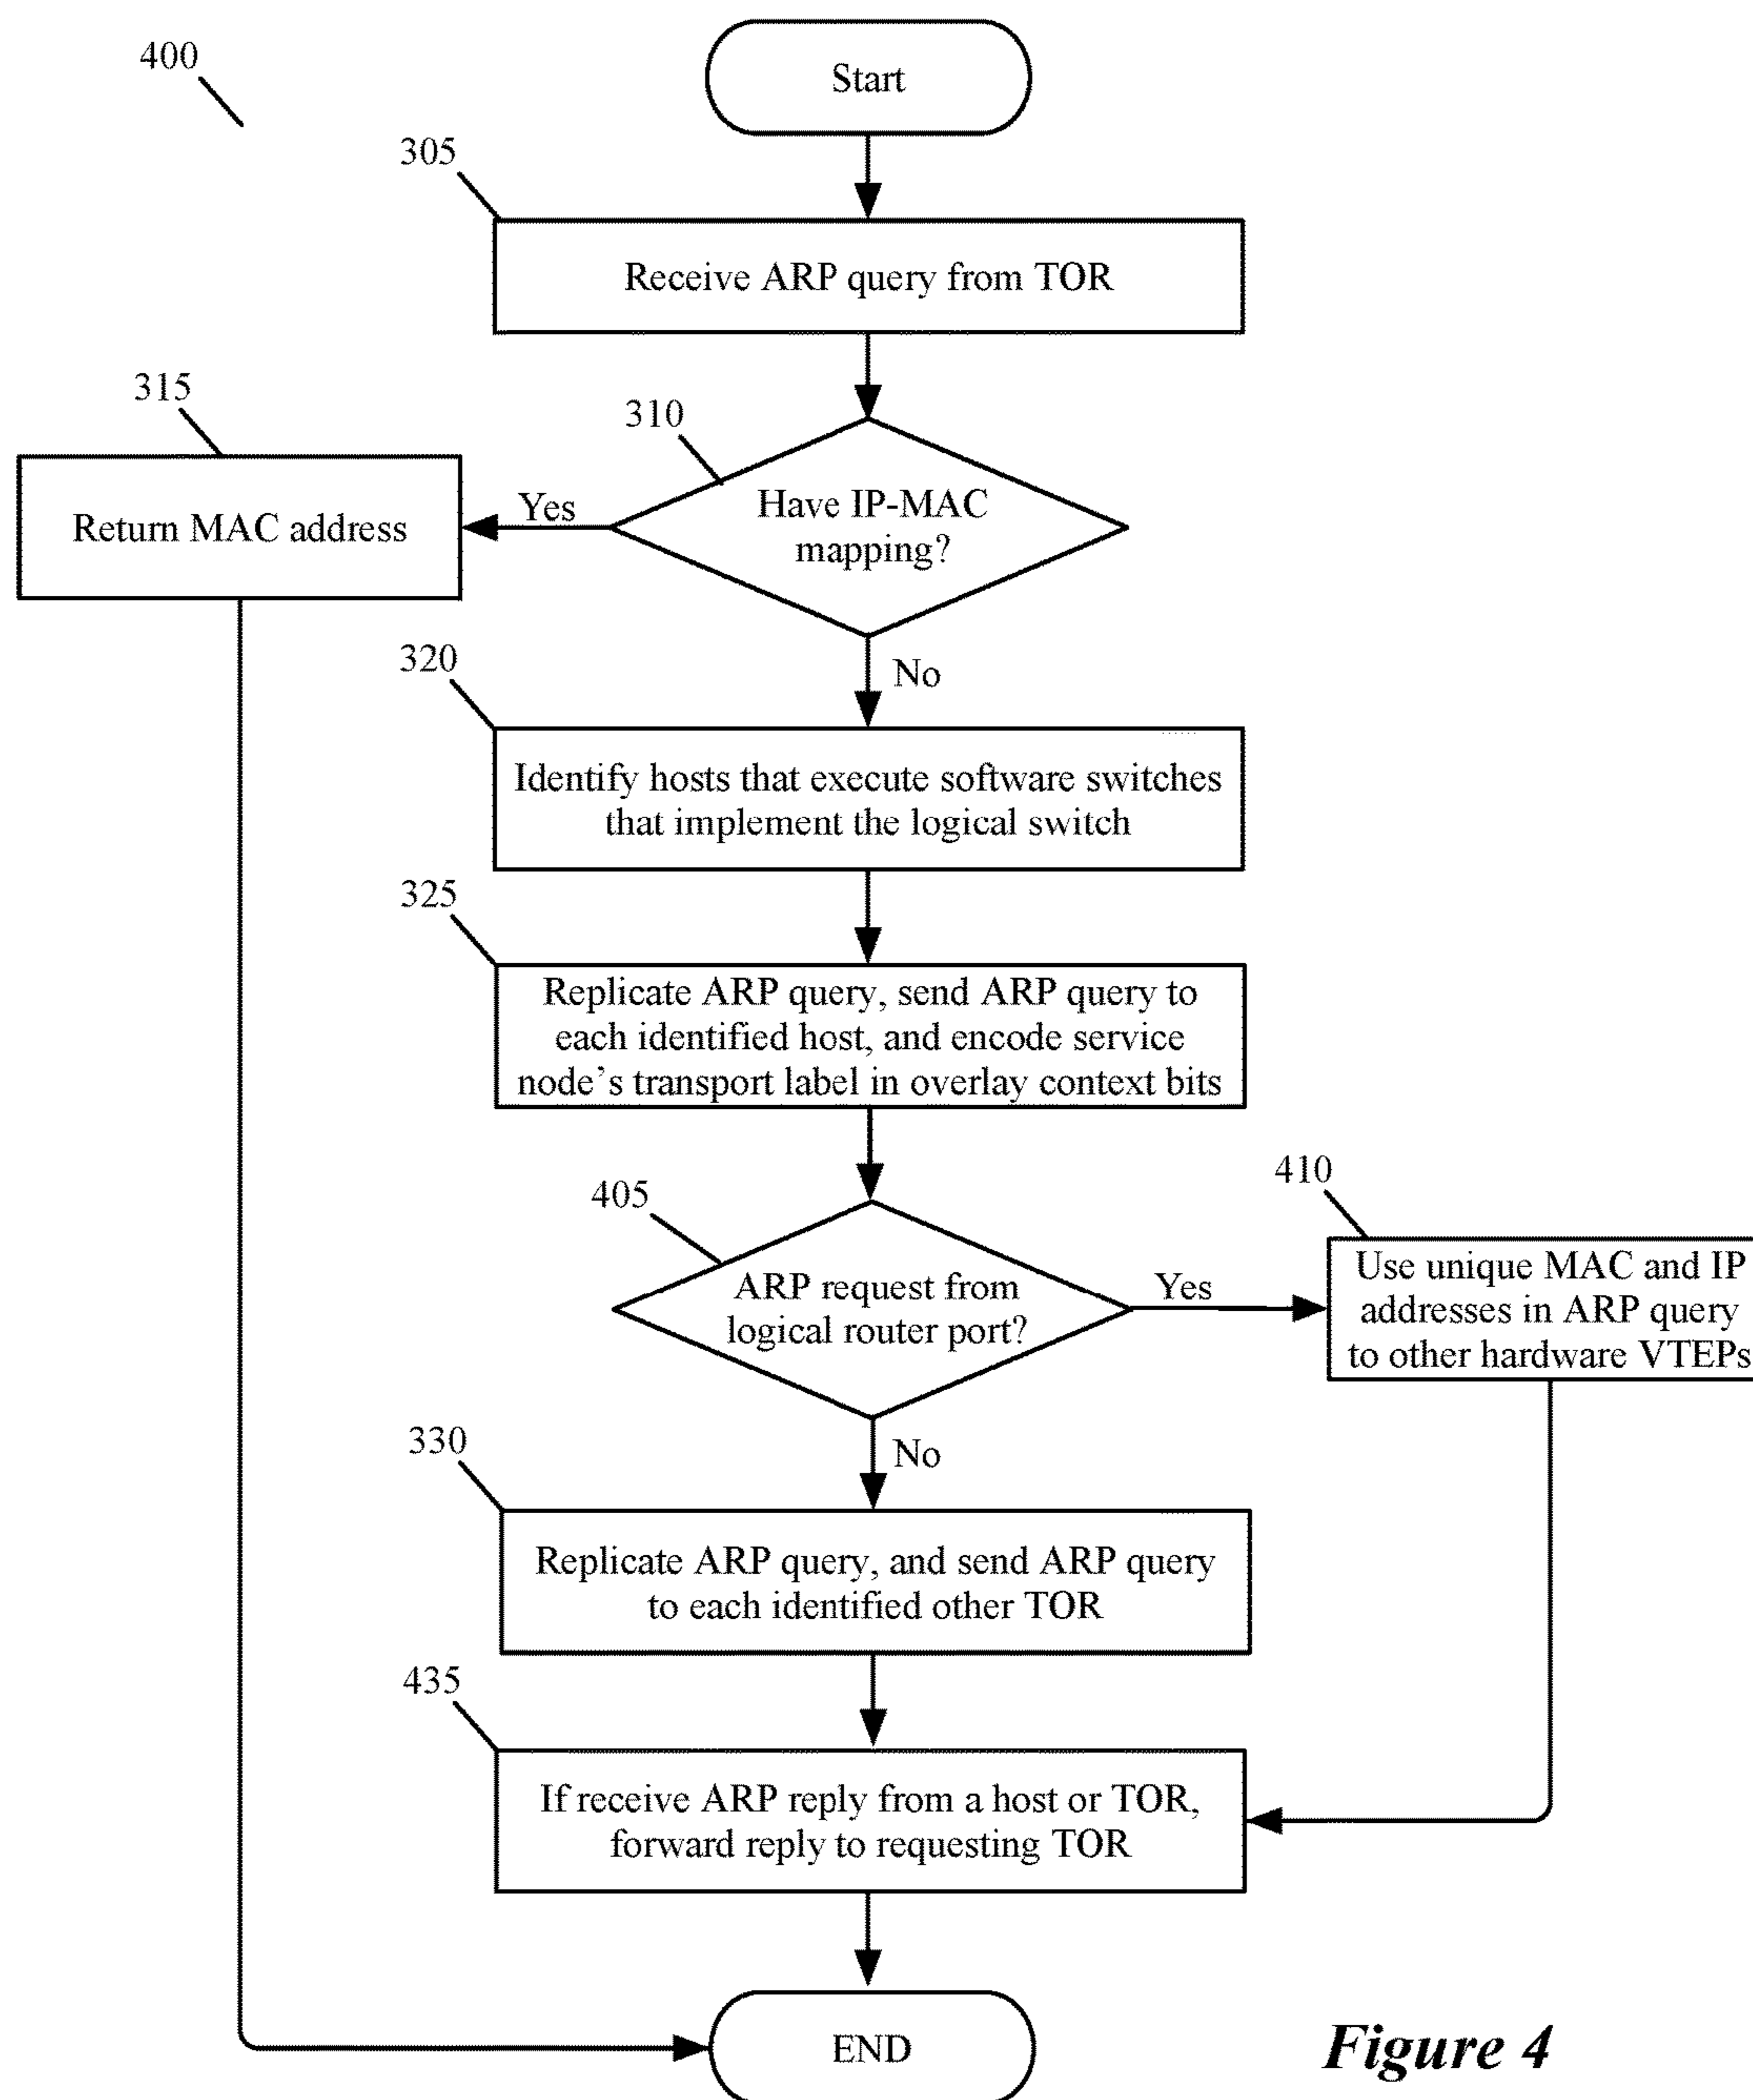 400
Start
305
Receive ARP query from TOR
315
310
Return MAC address
Yes
Have IP-MAC
mapping?
No
320
Identify hosts that execute software switches
that implement the logical switch
325
Replicate ARP query, send ARP query to
each identified host, and encode service
node's transport label in overlay context bits
405
410
ARP request from
logical router port?
Yes
Use unique MAC and IP
addresses in ARP query
to other hardware VTEPs
No
330
Replicate ARP query, and send ARP query
to each identified other TOR
435
If receive ARP reply from a host or TOR,
forward reply to requesting TOR
END
Figure 4